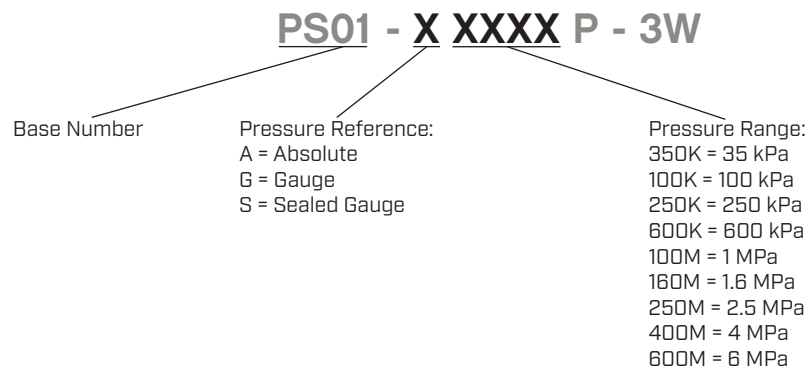 PS01 - X XXXX P - 3W
Base Number
Pressure Reference:
A = Absolute
G = Gauge
S = Sealed Gauge
Pressure Range:
350K = 35 kPa
100K = 100 kPa
250K = 250 kPa
600K = 600 kPa
100M = 1 MPa
160M = 1.6 MPa
250M = 2.5 MPa
400M = 4 MPa
600M = 6 MPa